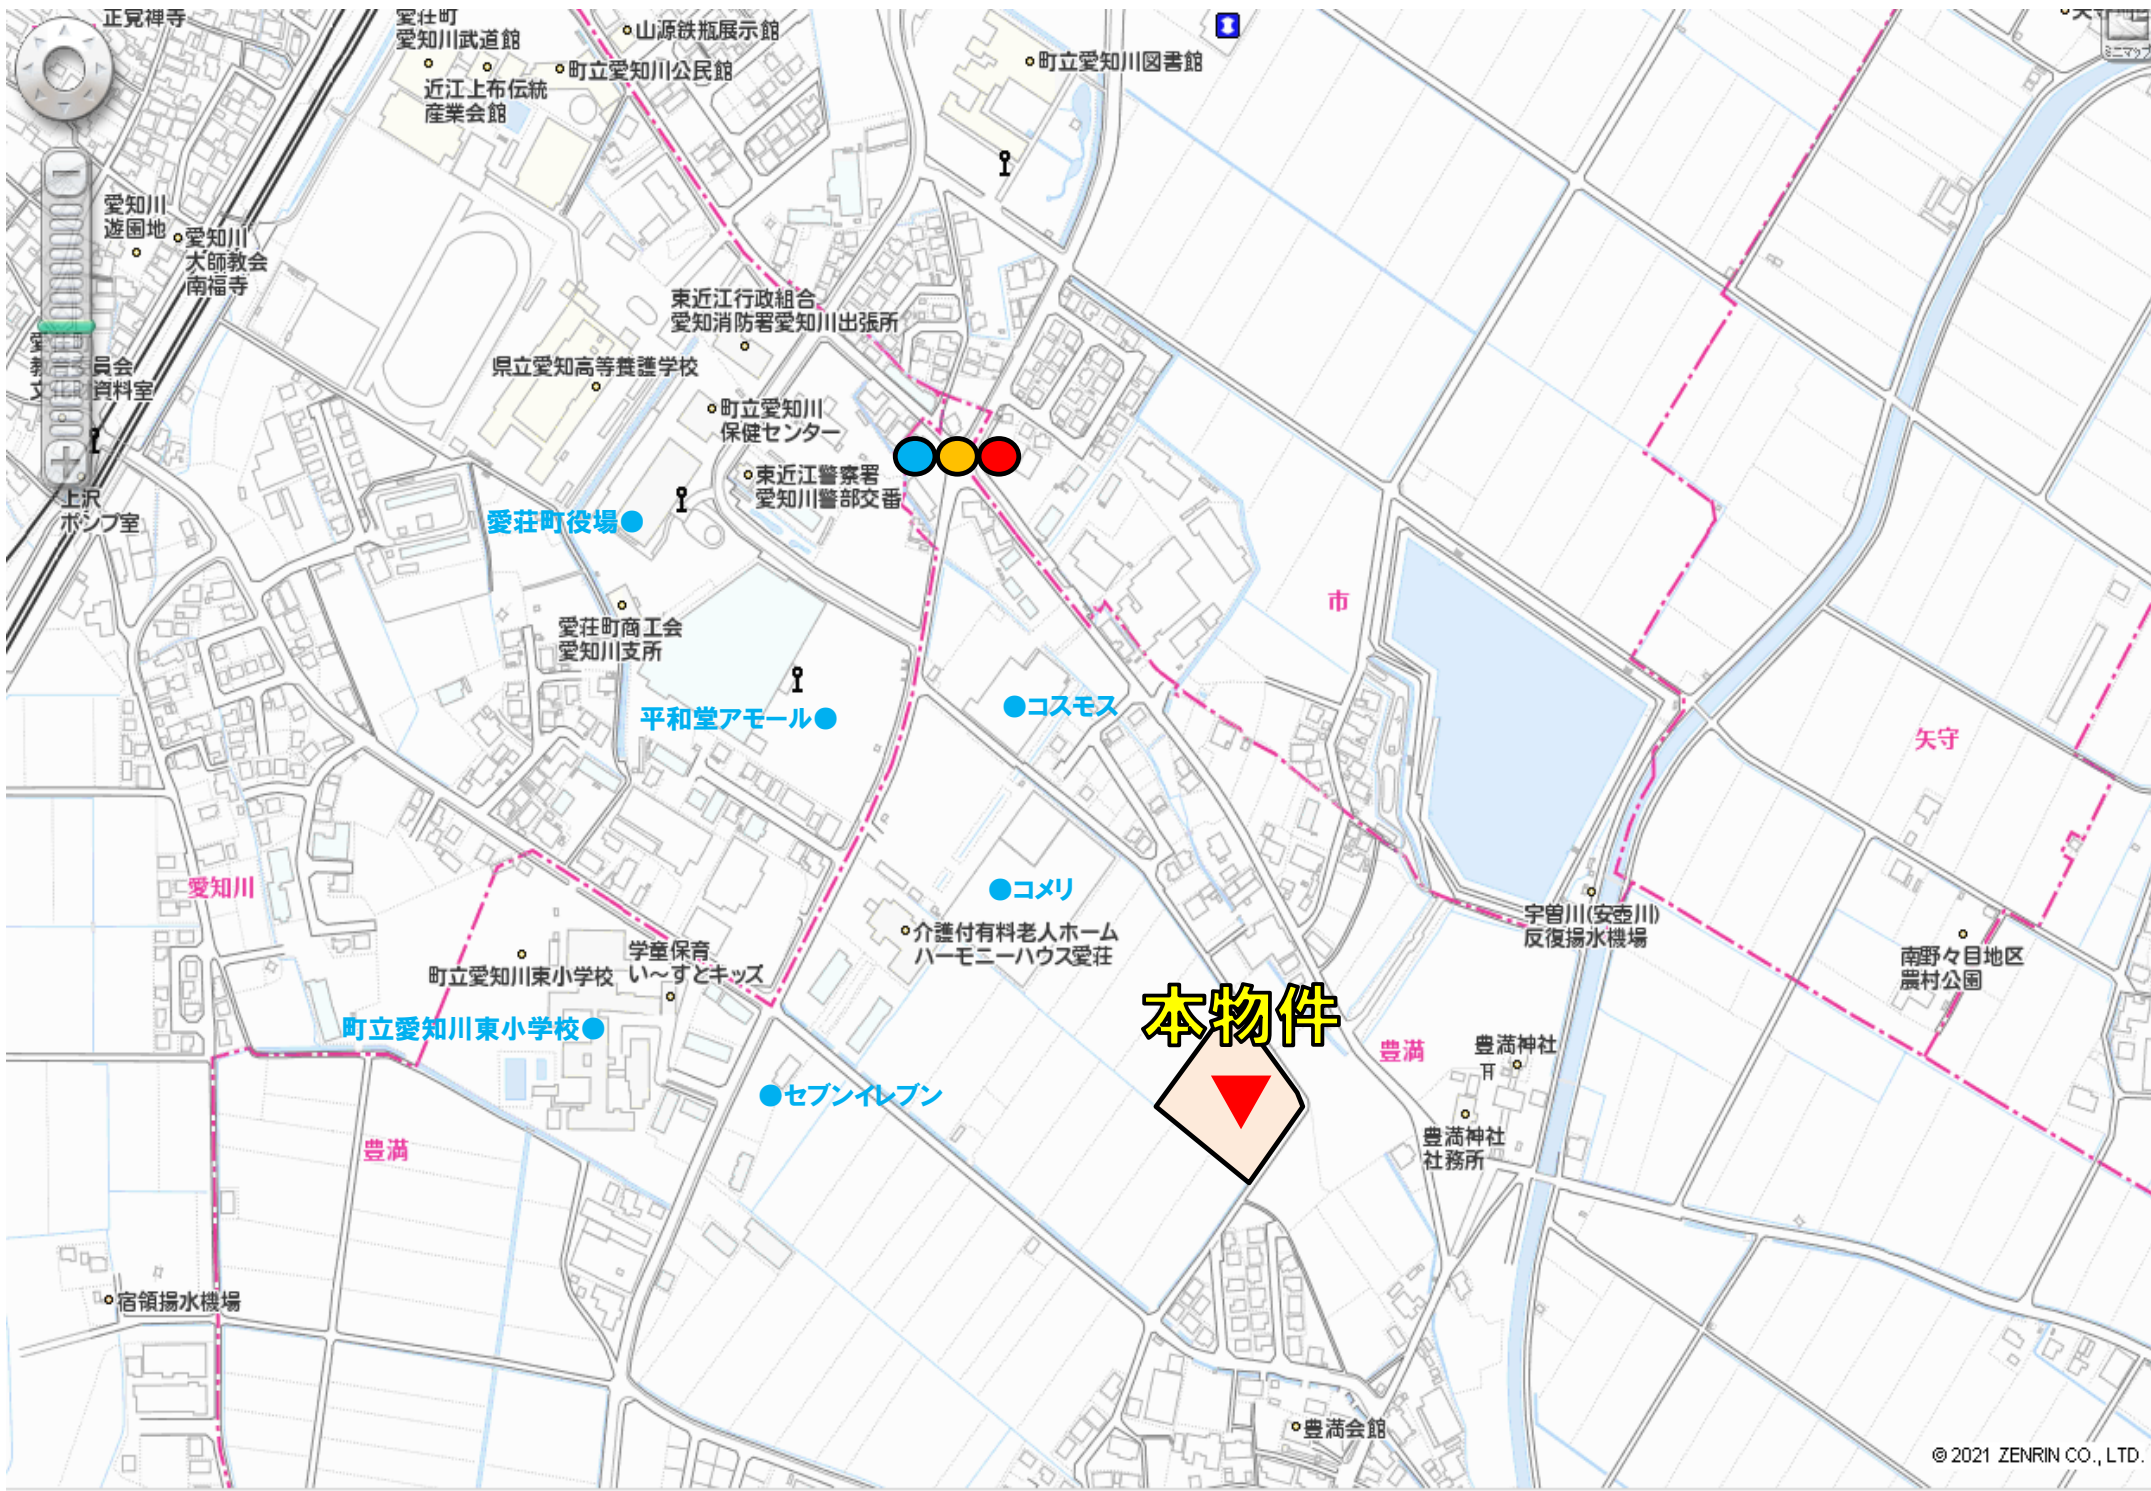 正覚禅寺
愛荘町
愛知川武道館
山源鉄瓶展示館
町立愛知川公民館
近江上布伝統
産業会館
町立愛知川図書館
ミニマップ
愛知川
遊園地
愛知川
大師教会
南福寺
東近江行政組合
愛知消防署愛知川出張所
県立愛知高等養護学校
資料室
町立愛知川
保健センター
東近江警察署
愛知川警部交番
上沢
ポンプ室
愛荘町役場
愛荘町商工会
愛知川支所
市
平和堂アモール
コスモス
矢守
愛知川
コメリ
介護付有料老人ホーム
ハーモニーハウス愛荘
宇曽川(安壺川)
反復揚水機場
南野々目地区
農村公園
町立愛知川東小学校
学童保育
い～すとキッズ
町立愛知川東小学校
本物件
豊満
豊満神社
セブンイレブン
豊満神社
社務所
豊満
宿領揚水機場
豊満会館
© 2021 ZENRIN CO., LTD.